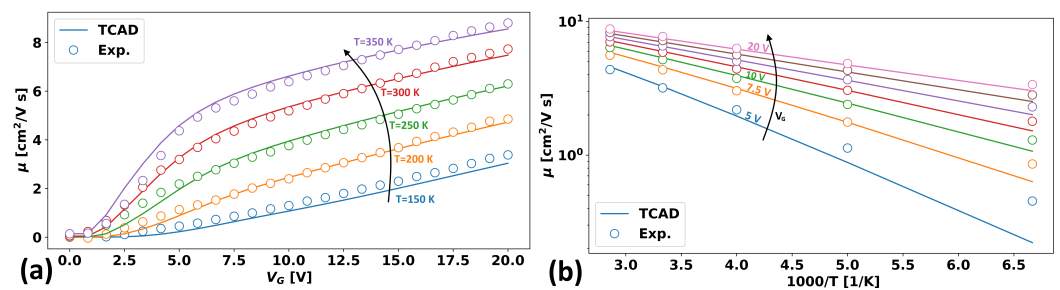 TCAD
Exp.
T=350 K
T=300 K
T=250 K
T=200 K
T=150 K
μ [cm²/V s]
8
6
4
2
0
0.0 2.5 5.0 7.5 10.0 12.5 15.0 17.5 20.0
V_G [V]
(a)
10¹
10⁰
μ [cm²/V s]
20 V
10 V
7.5 V
5 V
V_G
TCAD
Exp.
3.0 3.5 4.0 4.5 5.0 5.5 6.0 6.5
1000/T [1/K]
(b)